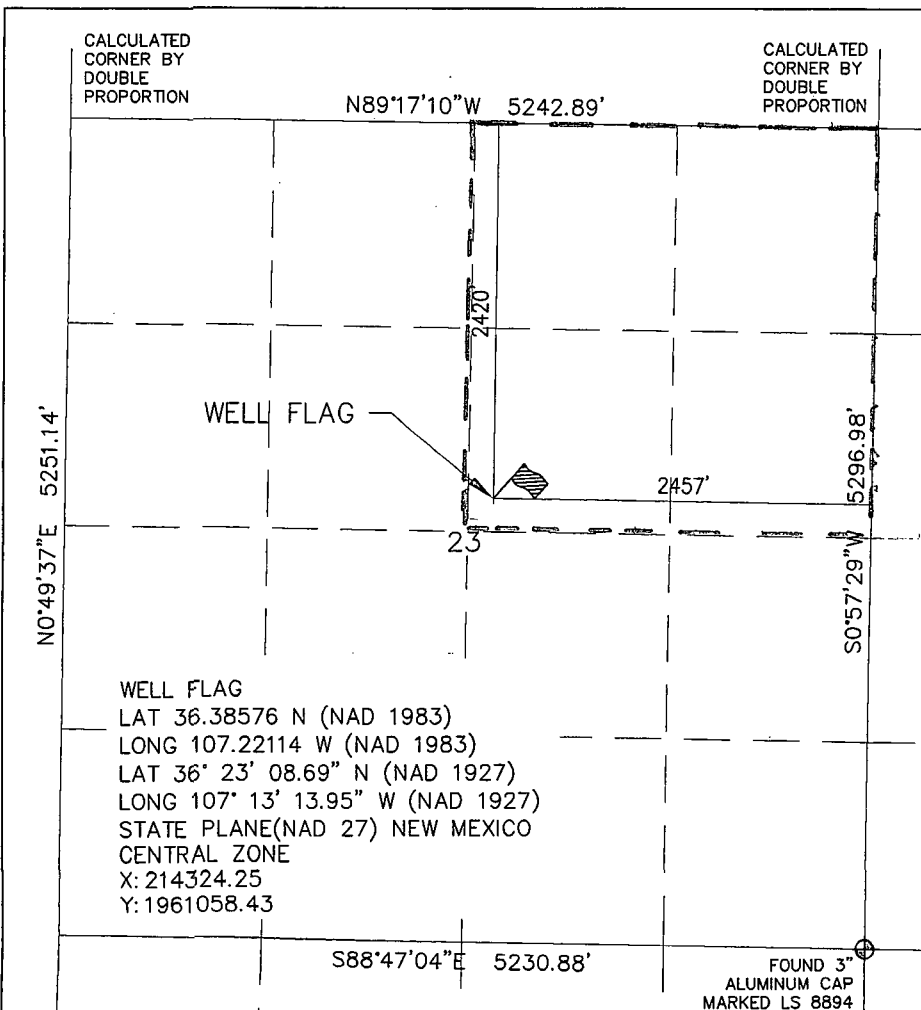 CALCULATED
CORNER BY
DOUBLE
PROPORTION
CALCULATED
CORNER BY
DOUBLE
PROPORTION
N89°17'10"W 5242.89'
2420
WELL FLAG
2457'
N0°49'37"E 5251.14'
S0°57'29"W 5296.98'
23
WELL FLAG
LAT 36.38576 N (NAD 1983)
LONG 107.22114 W (NAD 1983)
LAT 36° 23' 08.69" N (NAD 1927)
LONG 107° 13' 13.95" W (NAD 1927)
STATE PLANE(NAD 27) NEW MEXICO
CENTRAL ZONE
X: 214324.25
Y: 1961058.43
S88°47'04"E 5230.88'
FOUND 3"
ALUMINUM CAP
MARKED LS 8894